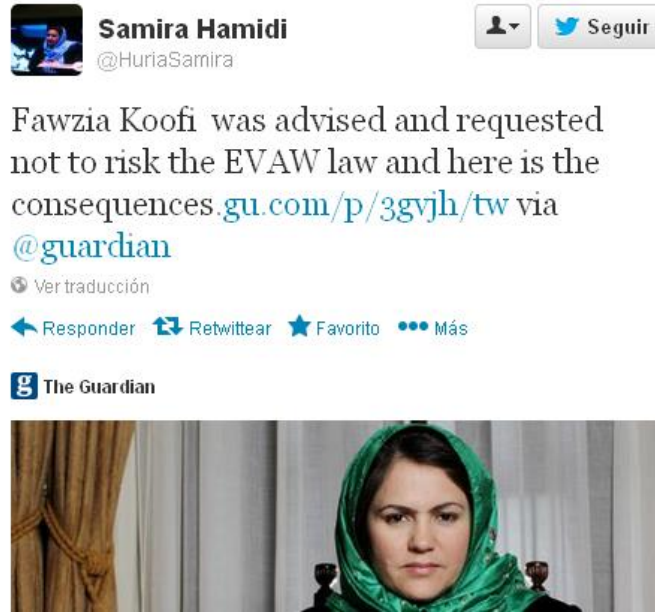 Samira Hamidi
@HuriaSamira
Seguir
Fawzia Koofi was advised and requested
not to risk the EVAW law and here is the
consequences.gu.com/p/3gvjh/tw via
@guardian
Ver traducción
Responder Retwittear Favorito Más
g The Guardian